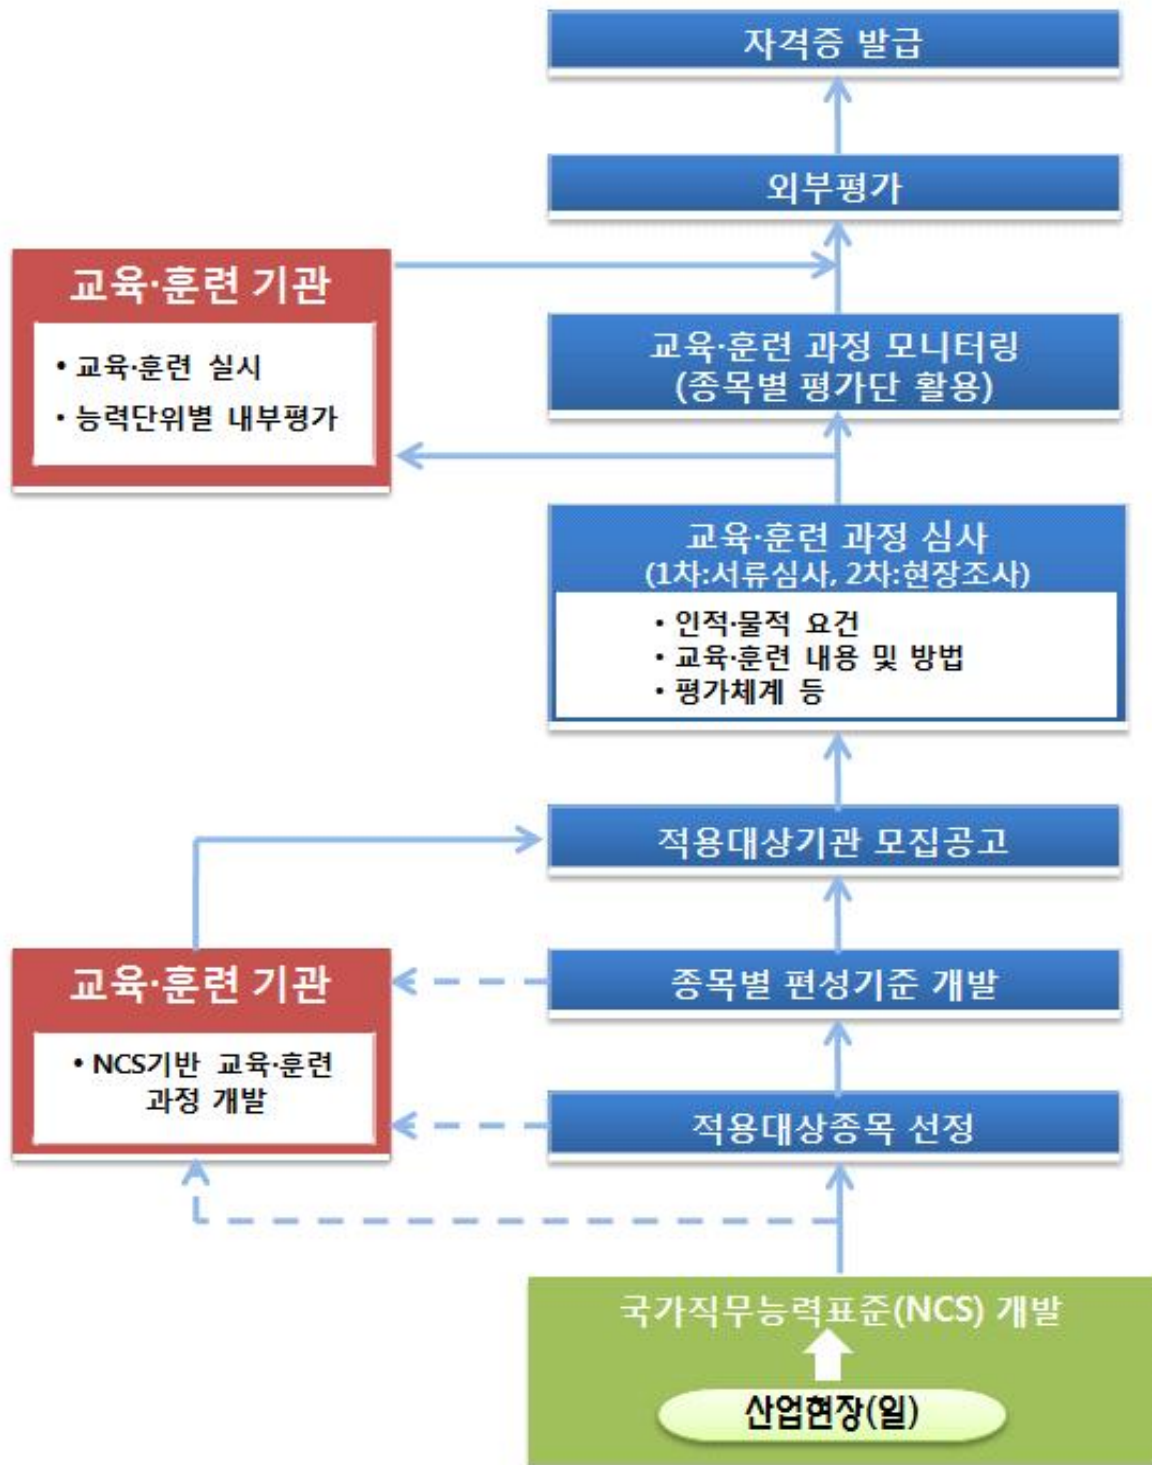 자격증 발급
외부평가
교육·훈련 기관
• 교육·훈련 실시
• 능력단위별 내부평가
교육·훈련 과정 모니터링
(종목별 평가단 활용)
교육·훈련 과정 심사
(1차:서류심사, 2차:현장조사)
• 인적·물적 요건
• 교육·훈련 내용 및 방법
• 평가체계 등
적용대상기관 모집공고
교육·훈련 기관
• NCS기반 교육·훈련
과정 개발
종목별 편성기준 개발
적용대상종목 선정
국가직무능력표준(NCS) 개발
산업현장(일)